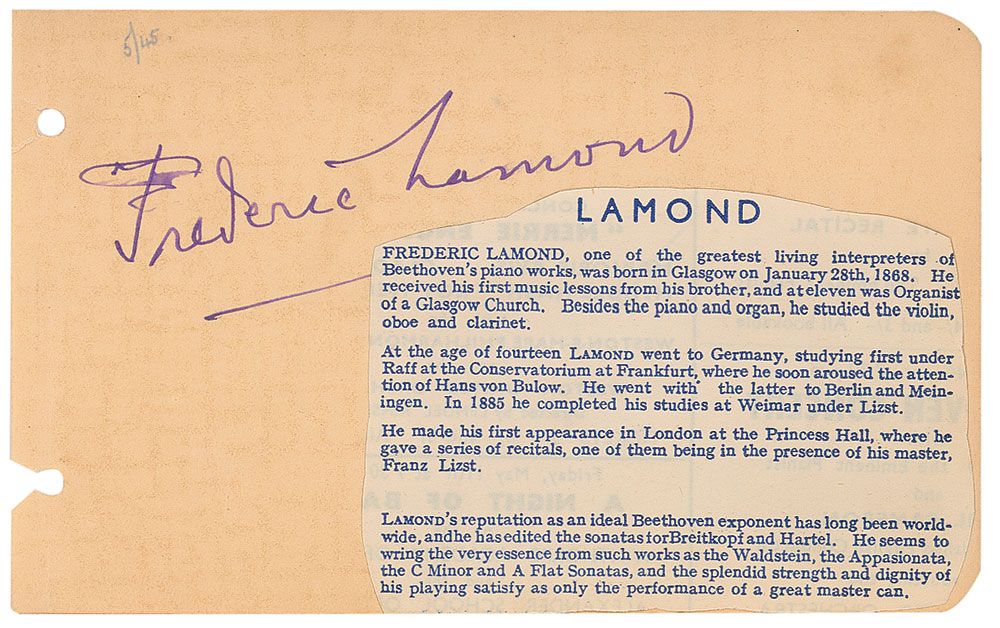 5/45.
Frederic Lamond
LAMOND
FREDERIC LAMOND, one of the greatest living interpreters of
Beethoven's piano works, was born in Glasgow on January 28th, 1868. He
received his first music lessons from his brother, and at eleven was Organist
of a Glasgow Church. Besides the piano and organ, he studied the violin,
oboe and clarinet.
At the age of fourteen LAMOND went to Germany, studying first under
Raff at the Conservatorium at Frankfurt, where he soon aroused the atten-
tion of Hans von Bulow. He went with the latter to Berlin and Mein-
ingen. In 1885 he completed his studies at Weimar under Lizst.
He made his first appearance in London at the Princess Hall, where he
gave a series of recitals, one of them being in the presence of his master,
Franz Lizst.
LAMOND'S reputation as an ideal Beethoven exponent has long been world-
wide, and he has edited the sonatas for Breitkopf and Hartel. He seems to
wring the very essence from such works as the Waldstein, the Appasionata,
the C Minor and A Flat Sonatas, and the splendid strength and dignity of
his playing satisfy as only the performance of a great master can.